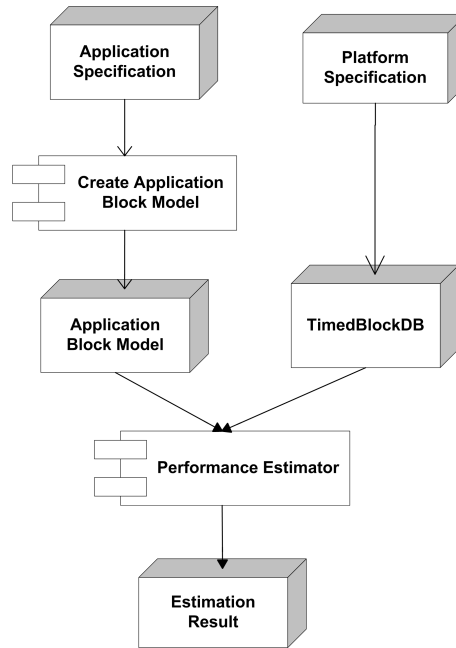 Application
Specification
Platform
Specification
Create Application
Block Model
Application
Block Model
TimedBlockDB
Performance Estimator
Estimation
Result